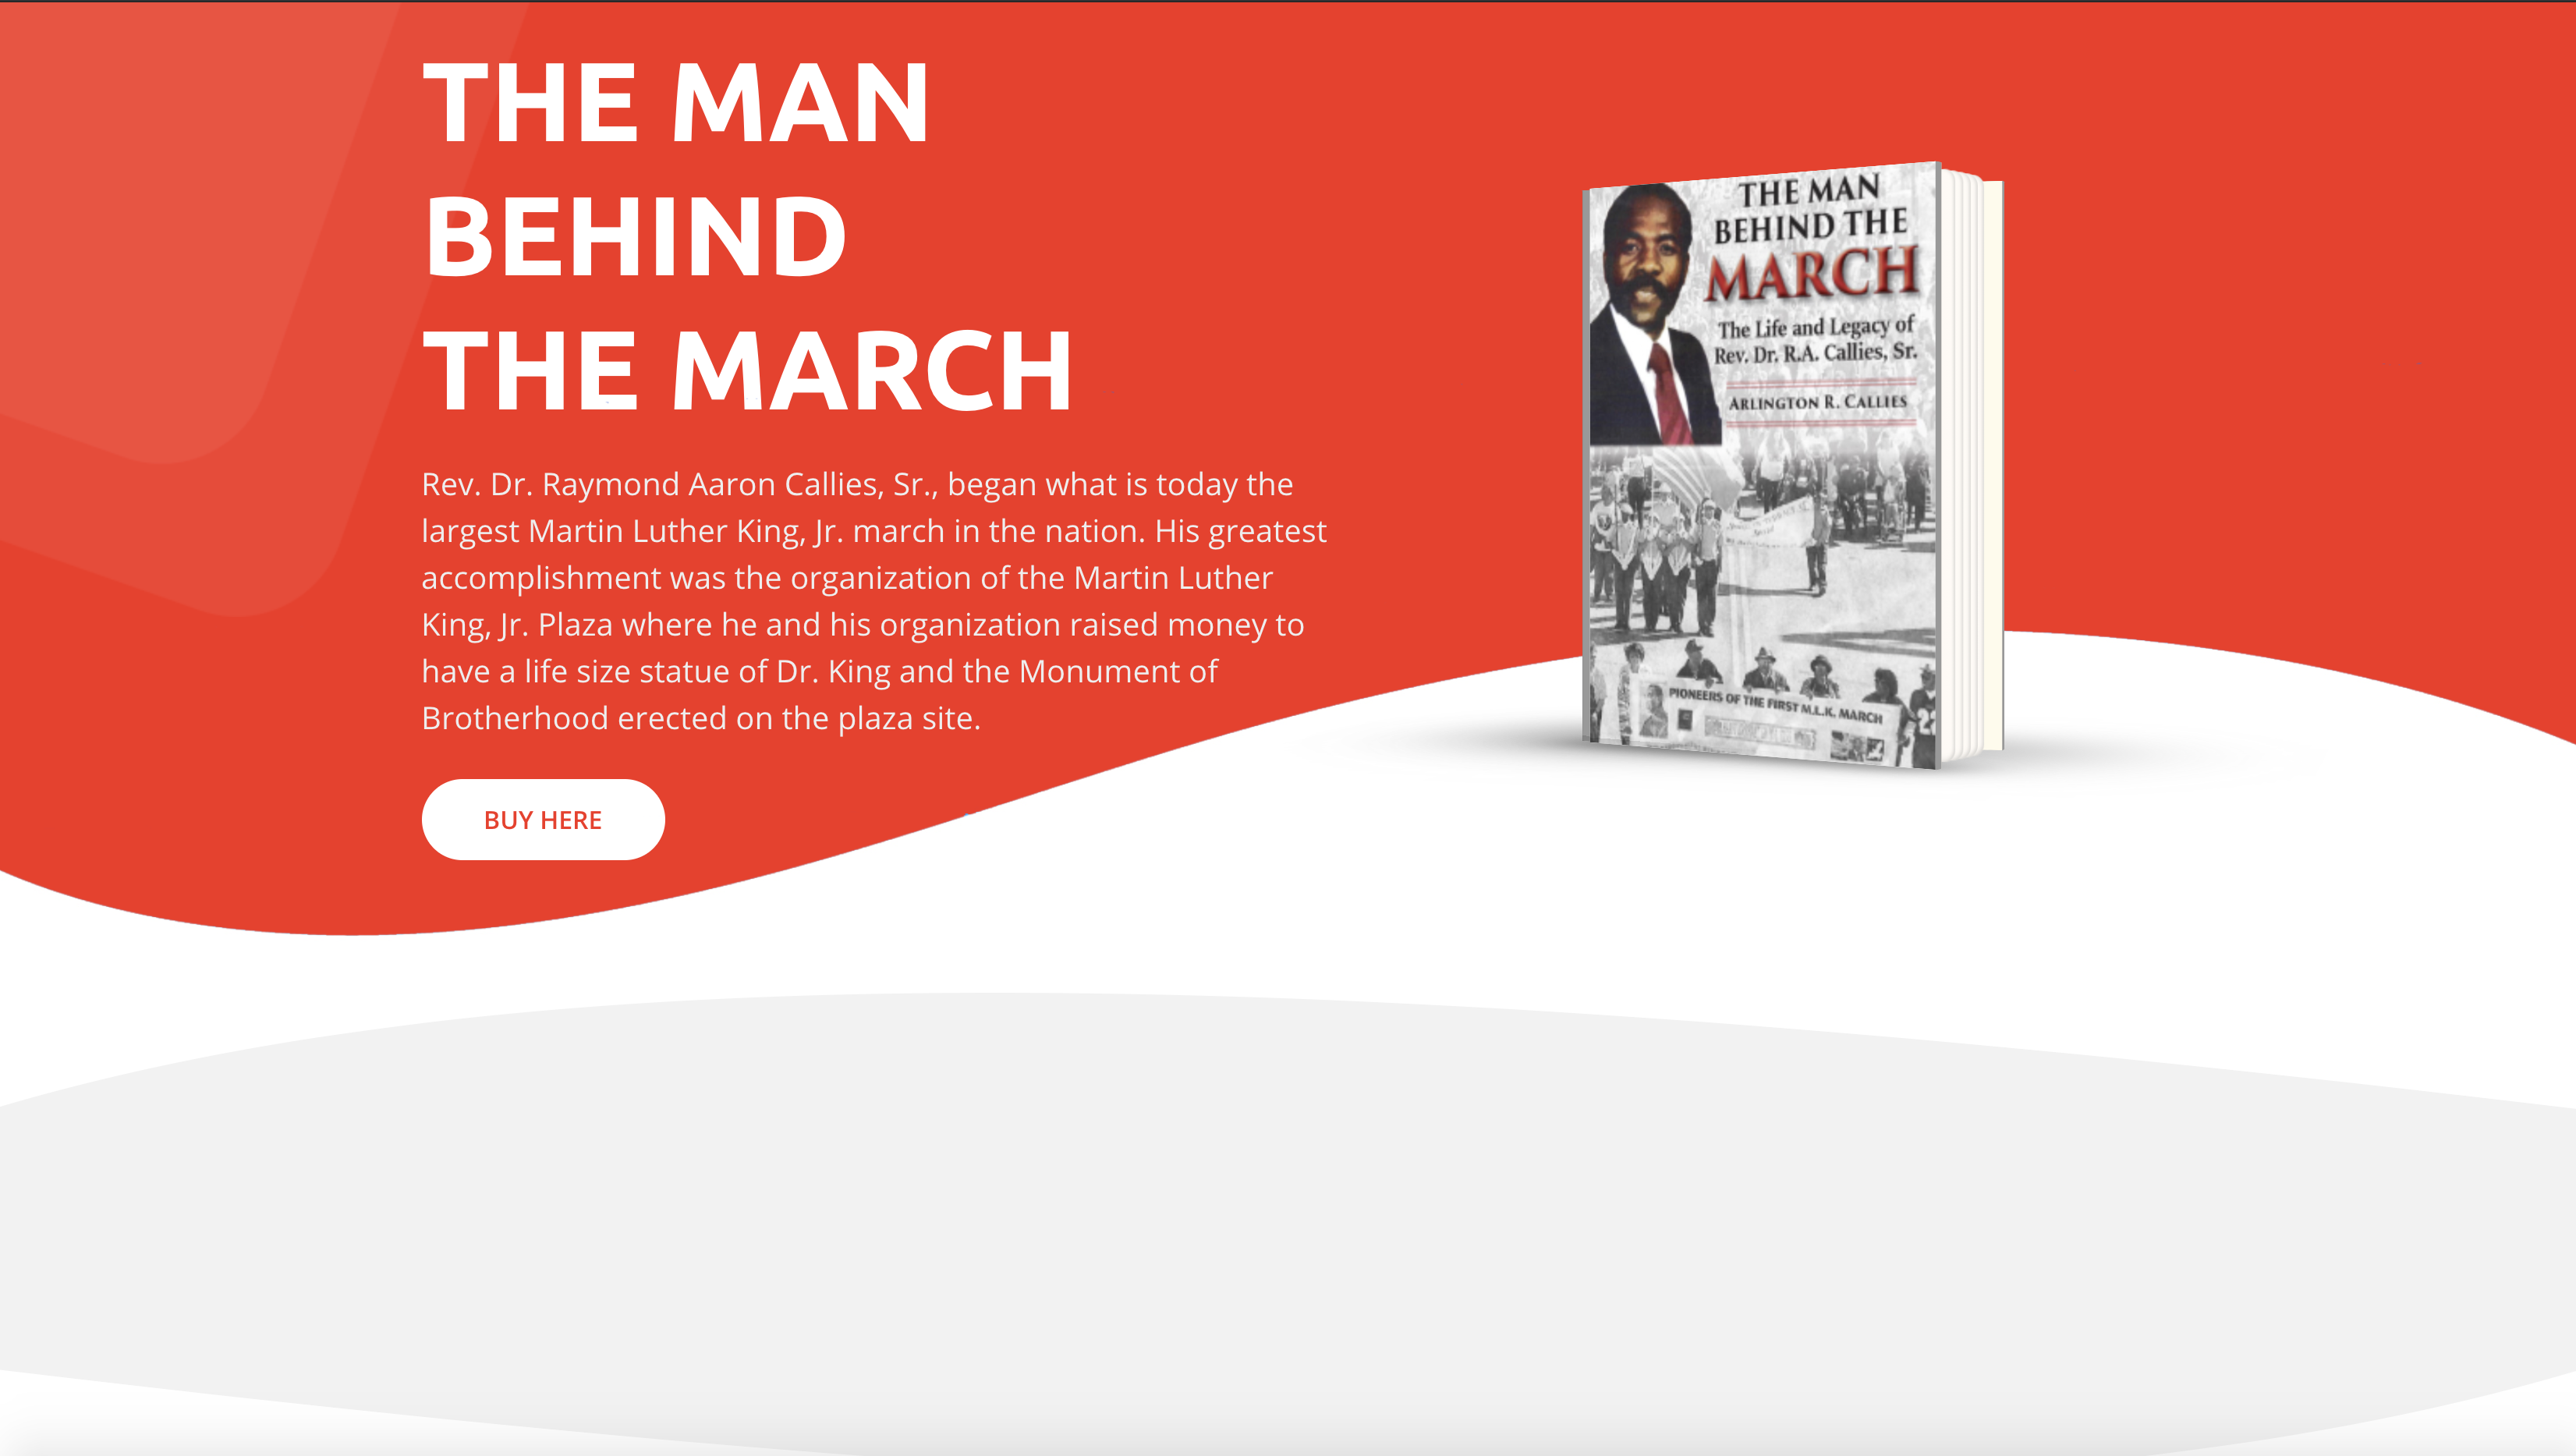 THE MAN
BEHIND
THE MARCH
Rev. Dr. Raymond Aaron Callies, Sr., began what is today the
largest Martin Luther King, Jr. march in the nation. His greatest
accomplishment was the organization of the Martin Luther
King, Jr. Plaza where he and his organization raised money to
have a life size statue of Dr. King and the Monument of
Brotherhood erected on the plaza site.
BUY HERE
THE MAN
BEHIND THE
MARCH
The Life and Legacy of
Rev. Dr. R.A. Callies, Sr.
ARLINGTON R. CALLIES
PIONEERS OF THE FIRST M.L.K. MARCH